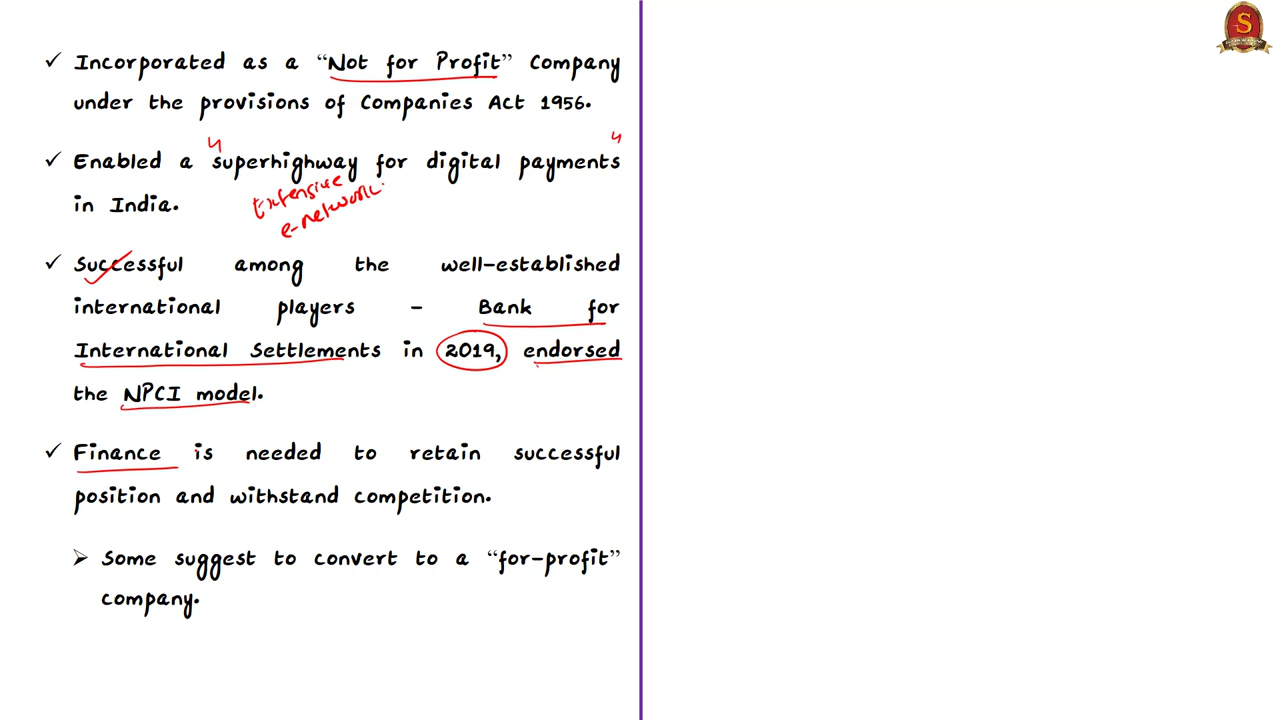 ✓ Incorporated as a “Not for Profit” Company
under the provisions of Companies Act 1956.
✓ Enabled a superhighway for digital payments
in India.
Extensive
e-network.
✓ Successful among the well-established
international players - Bank for
International Settlements in 2019, endorsed
the NPCI model.
✓ Finance is needed to retain successful
position and withstand competition.
➢ Some suggest to convert to a “for-profit”
company.
S